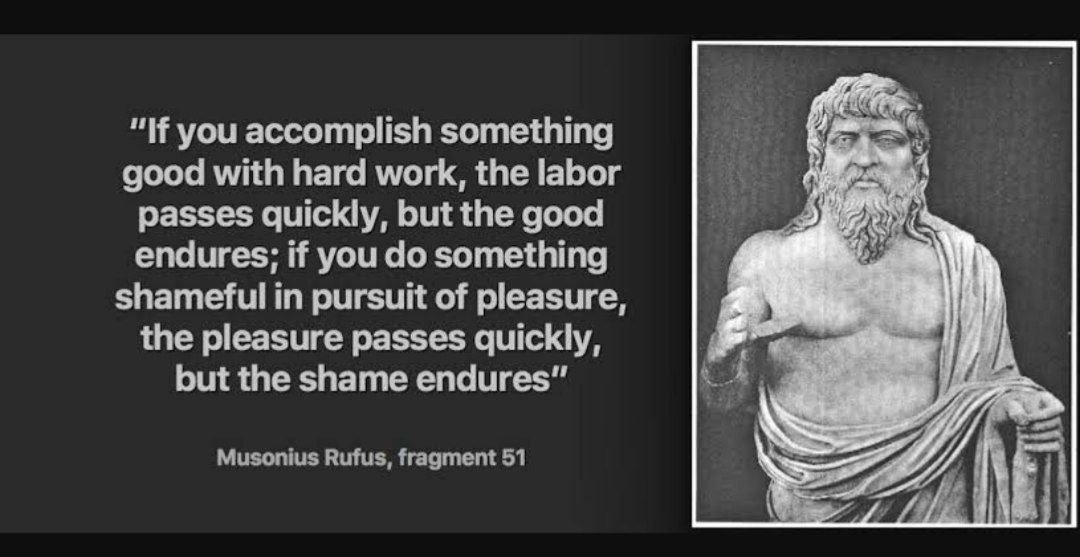 "If you accomplish something
good with hard work, the labor
passes quickly, but the good
endures; if you do something
shameful in pursuit of pleasure,
the pleasure passes quickly,
but the shame endures"
Musonius Rufus, fragment 51